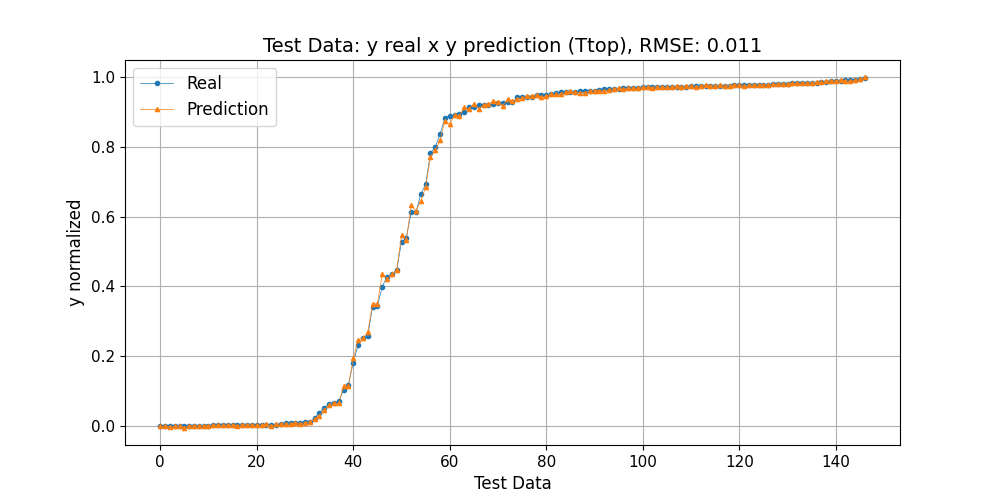 Test Data: y real x y prediction (Ttop), RMSE: 0.011
Real
Prediction
y normalized
1.0
0.8
0.6
0.4
0.2
0.0
0 20 40 60 80 100 120 140
Test Data